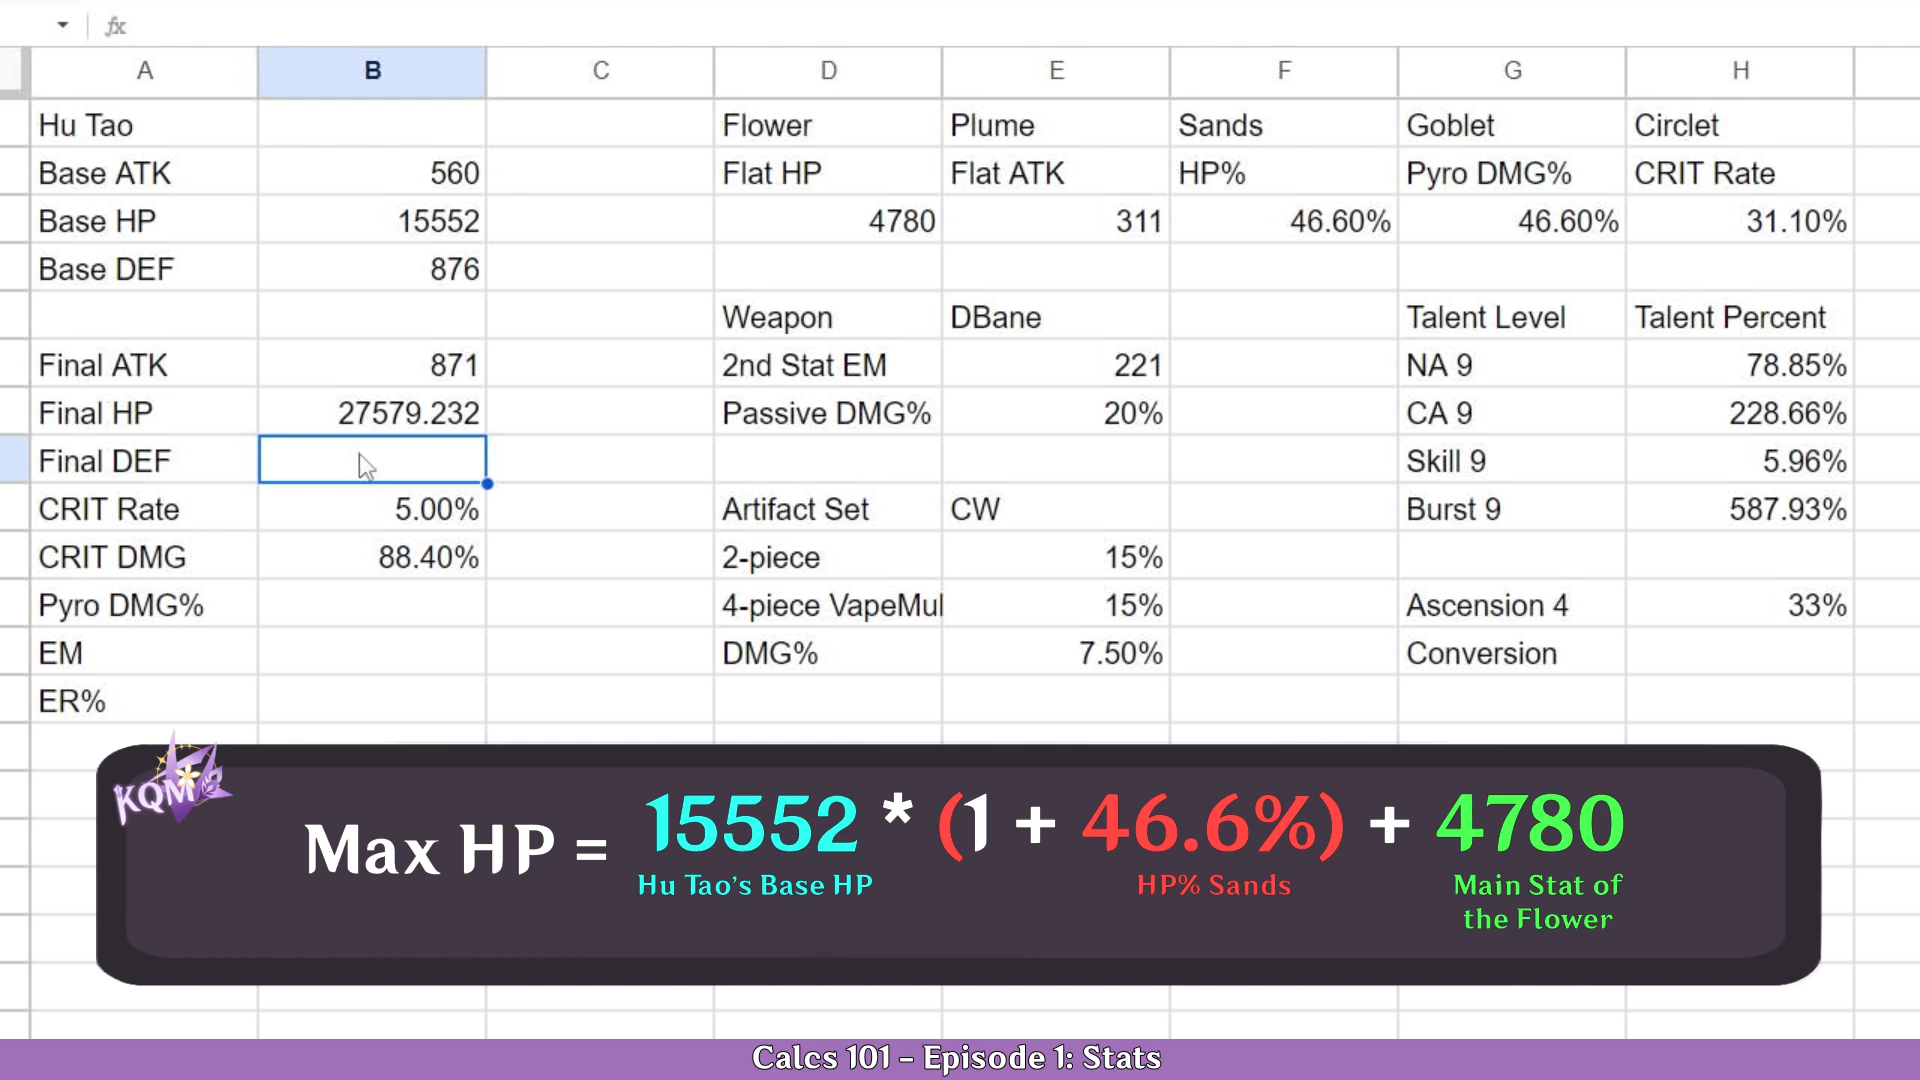 fx
A B C D E F G H
Hu Tao Flower Plume Sands Goblet Circlet
Base ATK 560 Flat HP Flat ATK HP% Pyro DMG% CRIT Rate
Base HP 15552 4780 311 46.60% 46.60% 31.10%
Base DEF 876
Weapon DBane Talent Level Talent Percent
Final ATK 871 2nd Stat EM 221 NA 9 78.85%
Final HP 27579.232 Passive DMG% 20% CA 9 228.66%
Final DEF Skill 9 5.96%
CRIT Rate 5.00% Artifact Set CW Burst 9 587.93%
CRIT DMG 88.40% 2-piece 15%
Pyro DMG% 4-piece VapeMul 15% Ascension 4 33%
EM DMG% 7.50% Conversion
ER%
KQM
Max HP = 15552 * (1 + 46.6%) + 4780
Hu Tao's Base HP HP% Sands Main Stat of
the Flower
Calcs 101 - Episode 1: Stats